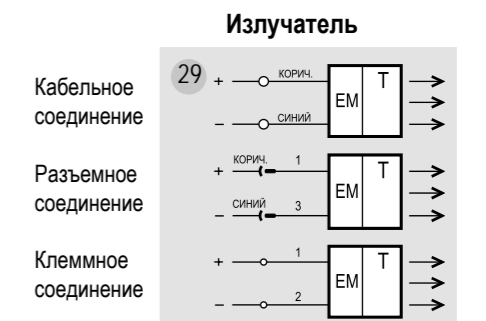 Излучатель
Кабельное
соединение
29
+ КОРИЧ.
– СИНИЙ
EM T
Разъемное
соединение
+ КОРИЧ. 1
– СИНИЙ 3
EM T
Клеммное
соединение
+ 1
– 2
EM T